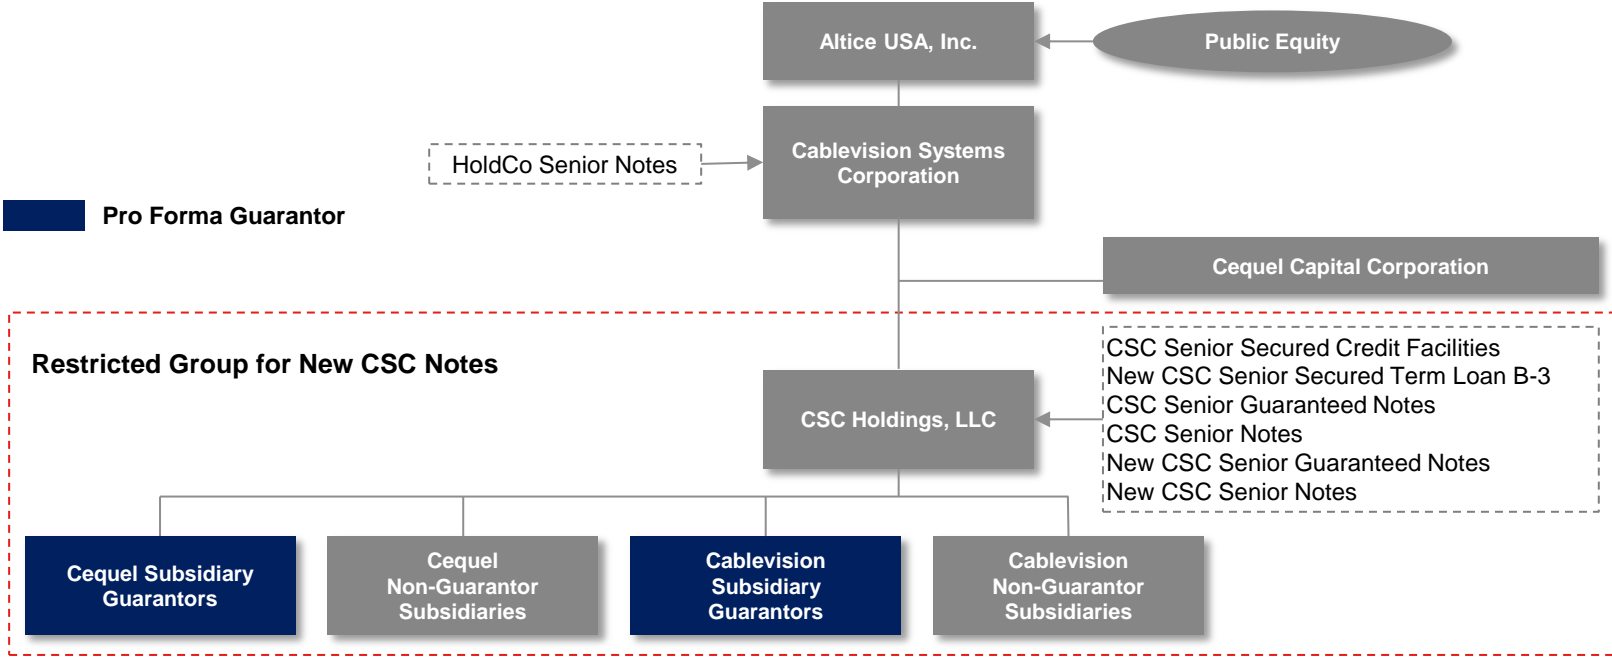 Altice USA, Inc.
Public Equity
Cablevision Systems
Corporation
HoldCo Senior Notes
Pro Forma Guarantor
Cequel Capital Corporation
Restricted Group for New CSC Notes
CSC Senior Secured Credit Facilities
New CSC Senior Secured Term Loan B-3
CSC Senior Guaranteed Notes
CSC Senior Notes
New CSC Senior Guaranteed Notes
New CSC Senior Notes
CSC Holdings, LLC
Cequel Subsidiary
Guarantors
Cequel
Non-Guarantor
Subsidiaries
Cablevision
Subsidiary
Guarantors
Cablevision
Non-Guarantor
Subsidiaries